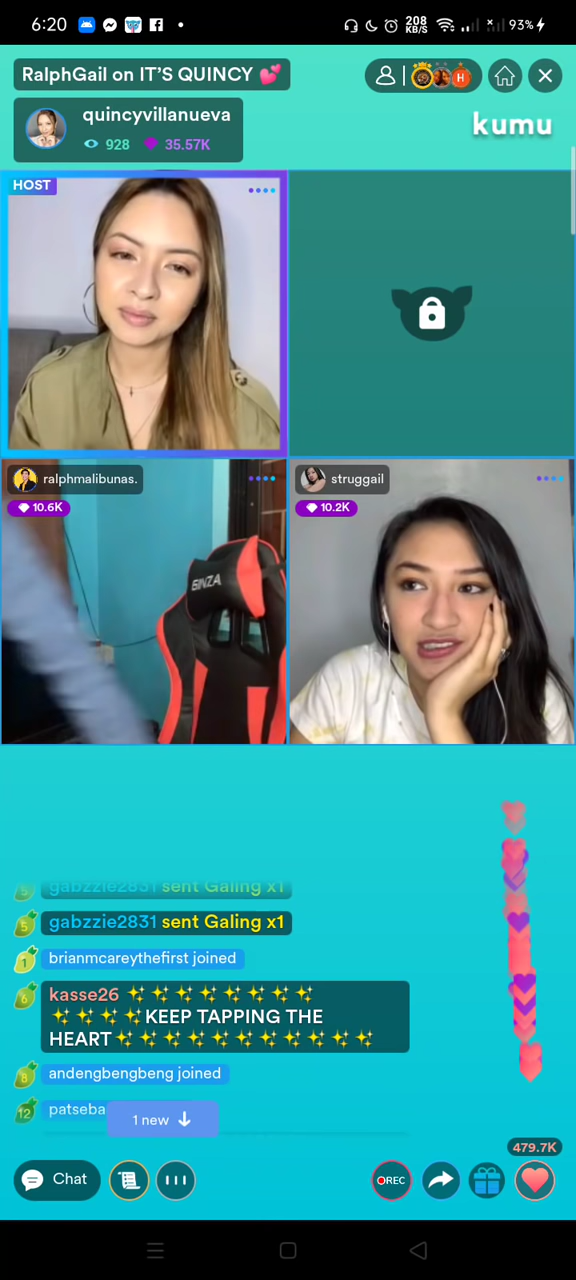 6:20
208
KB/S
93%
RalphGail on IT'S QUINCY 💕
H
quincyvillanueva
928
35.57K
kumu
HOST
ralphmalibunas.
10.6K
struggail
10.2K
5 gabzzie2831 sent Galing x1
5 gabzzie2831 sent Galing x1
1 brianmcareythefirst joined
6 kasse26 ✨ ✨ ✨ ✨ ✨ ✨ ✨ ✨
✨ ✨ ✨ ✨KEEP TAPPING THE
HEART✨ ✨ ✨ ✨ ✨ ✨ ✨ ✨ ✨ ✨ ✨
8 andengbengbeng joined
12 patseba
1 new
479.7K
Chat
REC